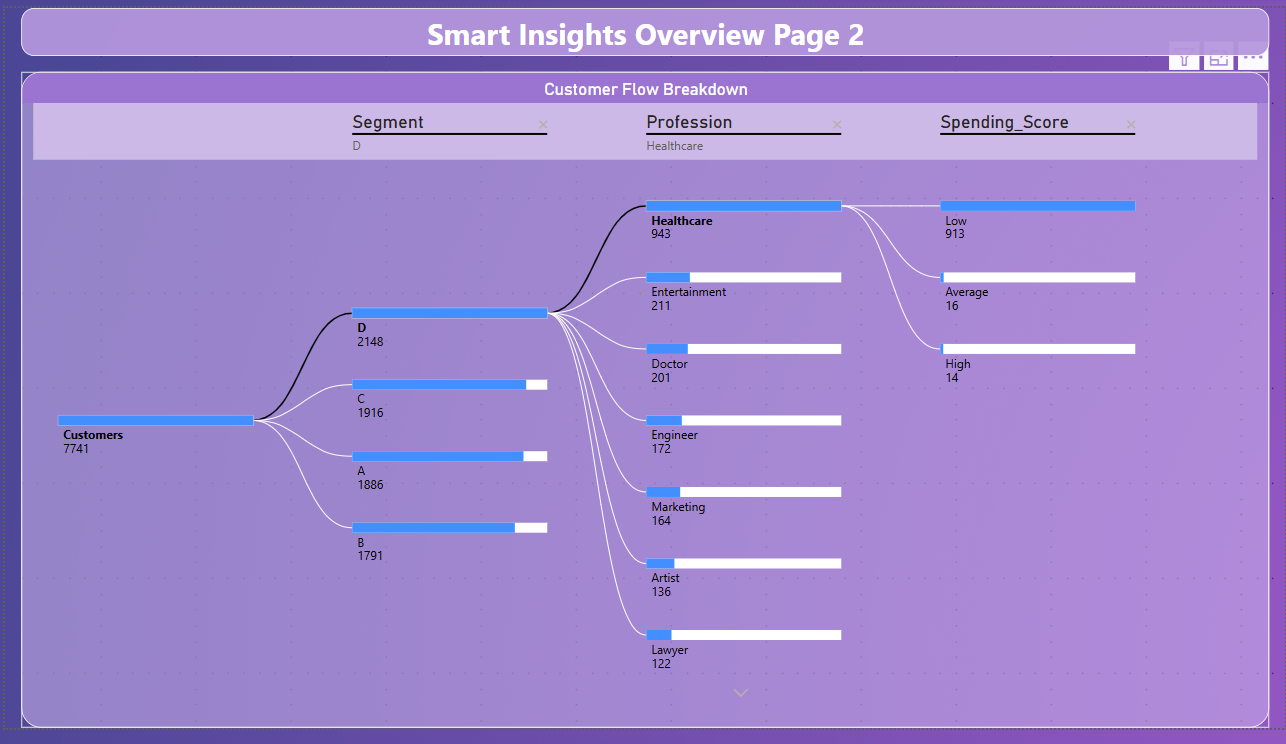 Smart Insights Overview Page 2
Customer Flow Breakdown
Segment
D
Profession
Healthcare
Spending_Score
Customers
7741
D
2148
C
1916
A
1886
B
1791
Healthcare
943
Entertainment
211
Doctor
201
Engineer
172
Marketing
164
Artist
136
Lawyer
122
Low
913
Average
16
High
14